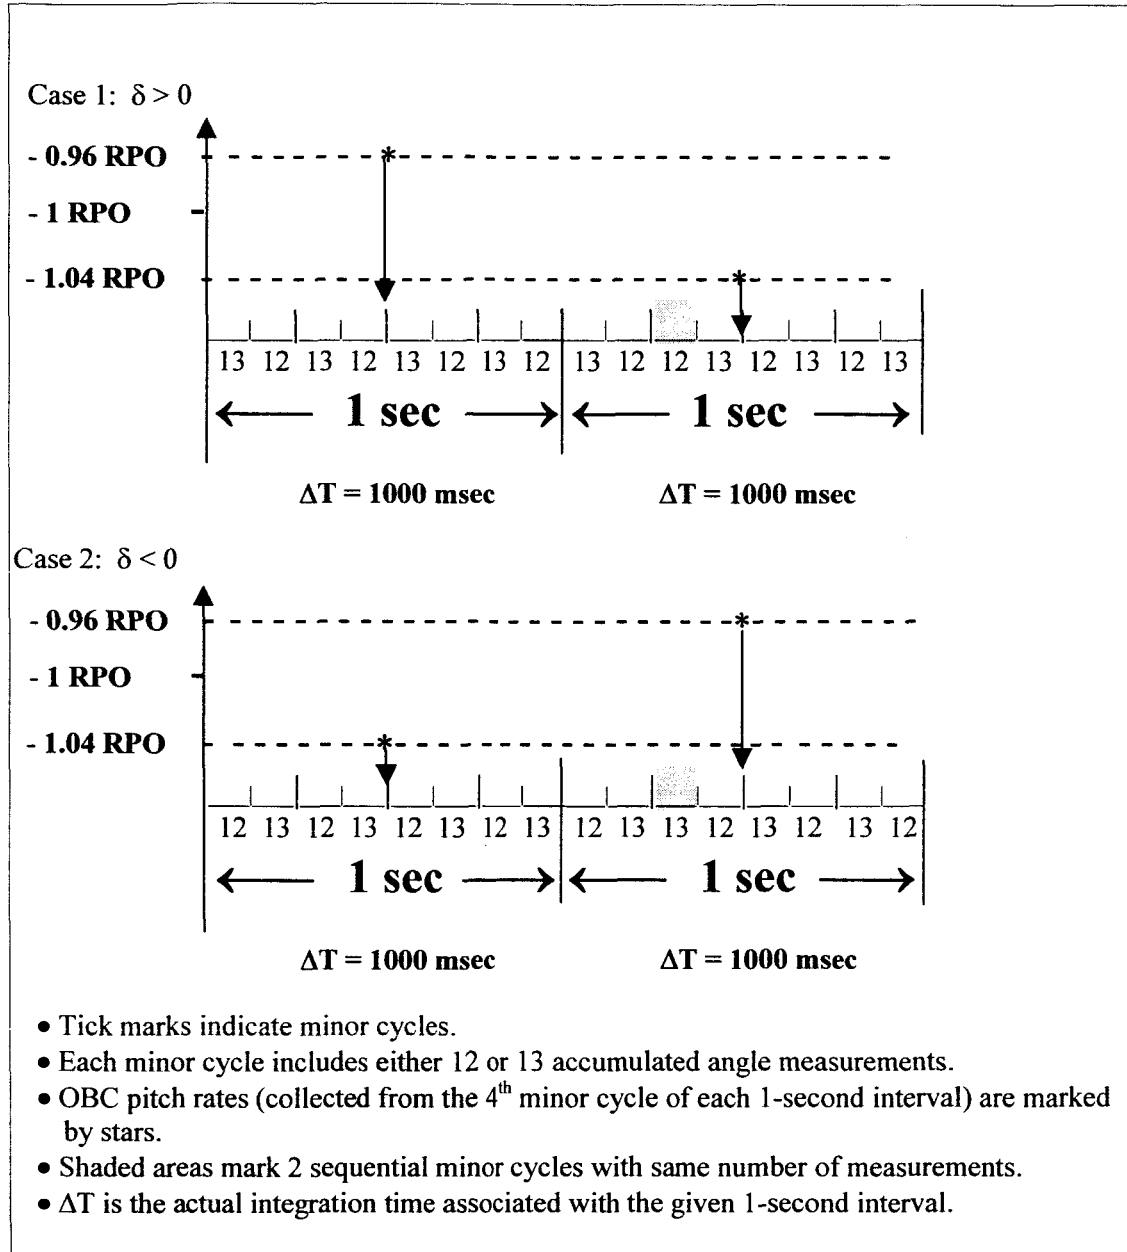 Case 1: δ > 0
- 0.96 RPO
- 1 RPO
- 1.04 RPO
13 12 13 12 13 12 13 12 13 12 12 13 12 13 12 13
1 sec 1 sec
ΔT = 1000 msec ΔT = 1000 msec
Case 2: δ < 0
- 0.96 RPO
- 1 RPO
- 1.04 RPO
12 13 12 13 12 13 12 13 12 13 13 12 13 12 13 12
1 sec 1 sec
ΔT = 1000 msec ΔT = 1000 msec
• Tick marks indicate minor cycles.
• Each minor cycle includes either 12 or 13 accumulated angle measurements.
• OBC pitch rates (collected from the 4th minor cycle of each 1-second interval) are marked
by stars.
• Shaded areas mark 2 sequential minor cycles with same number of measurements.
• ΔT is the actual integration time associated with the given 1-second interval.